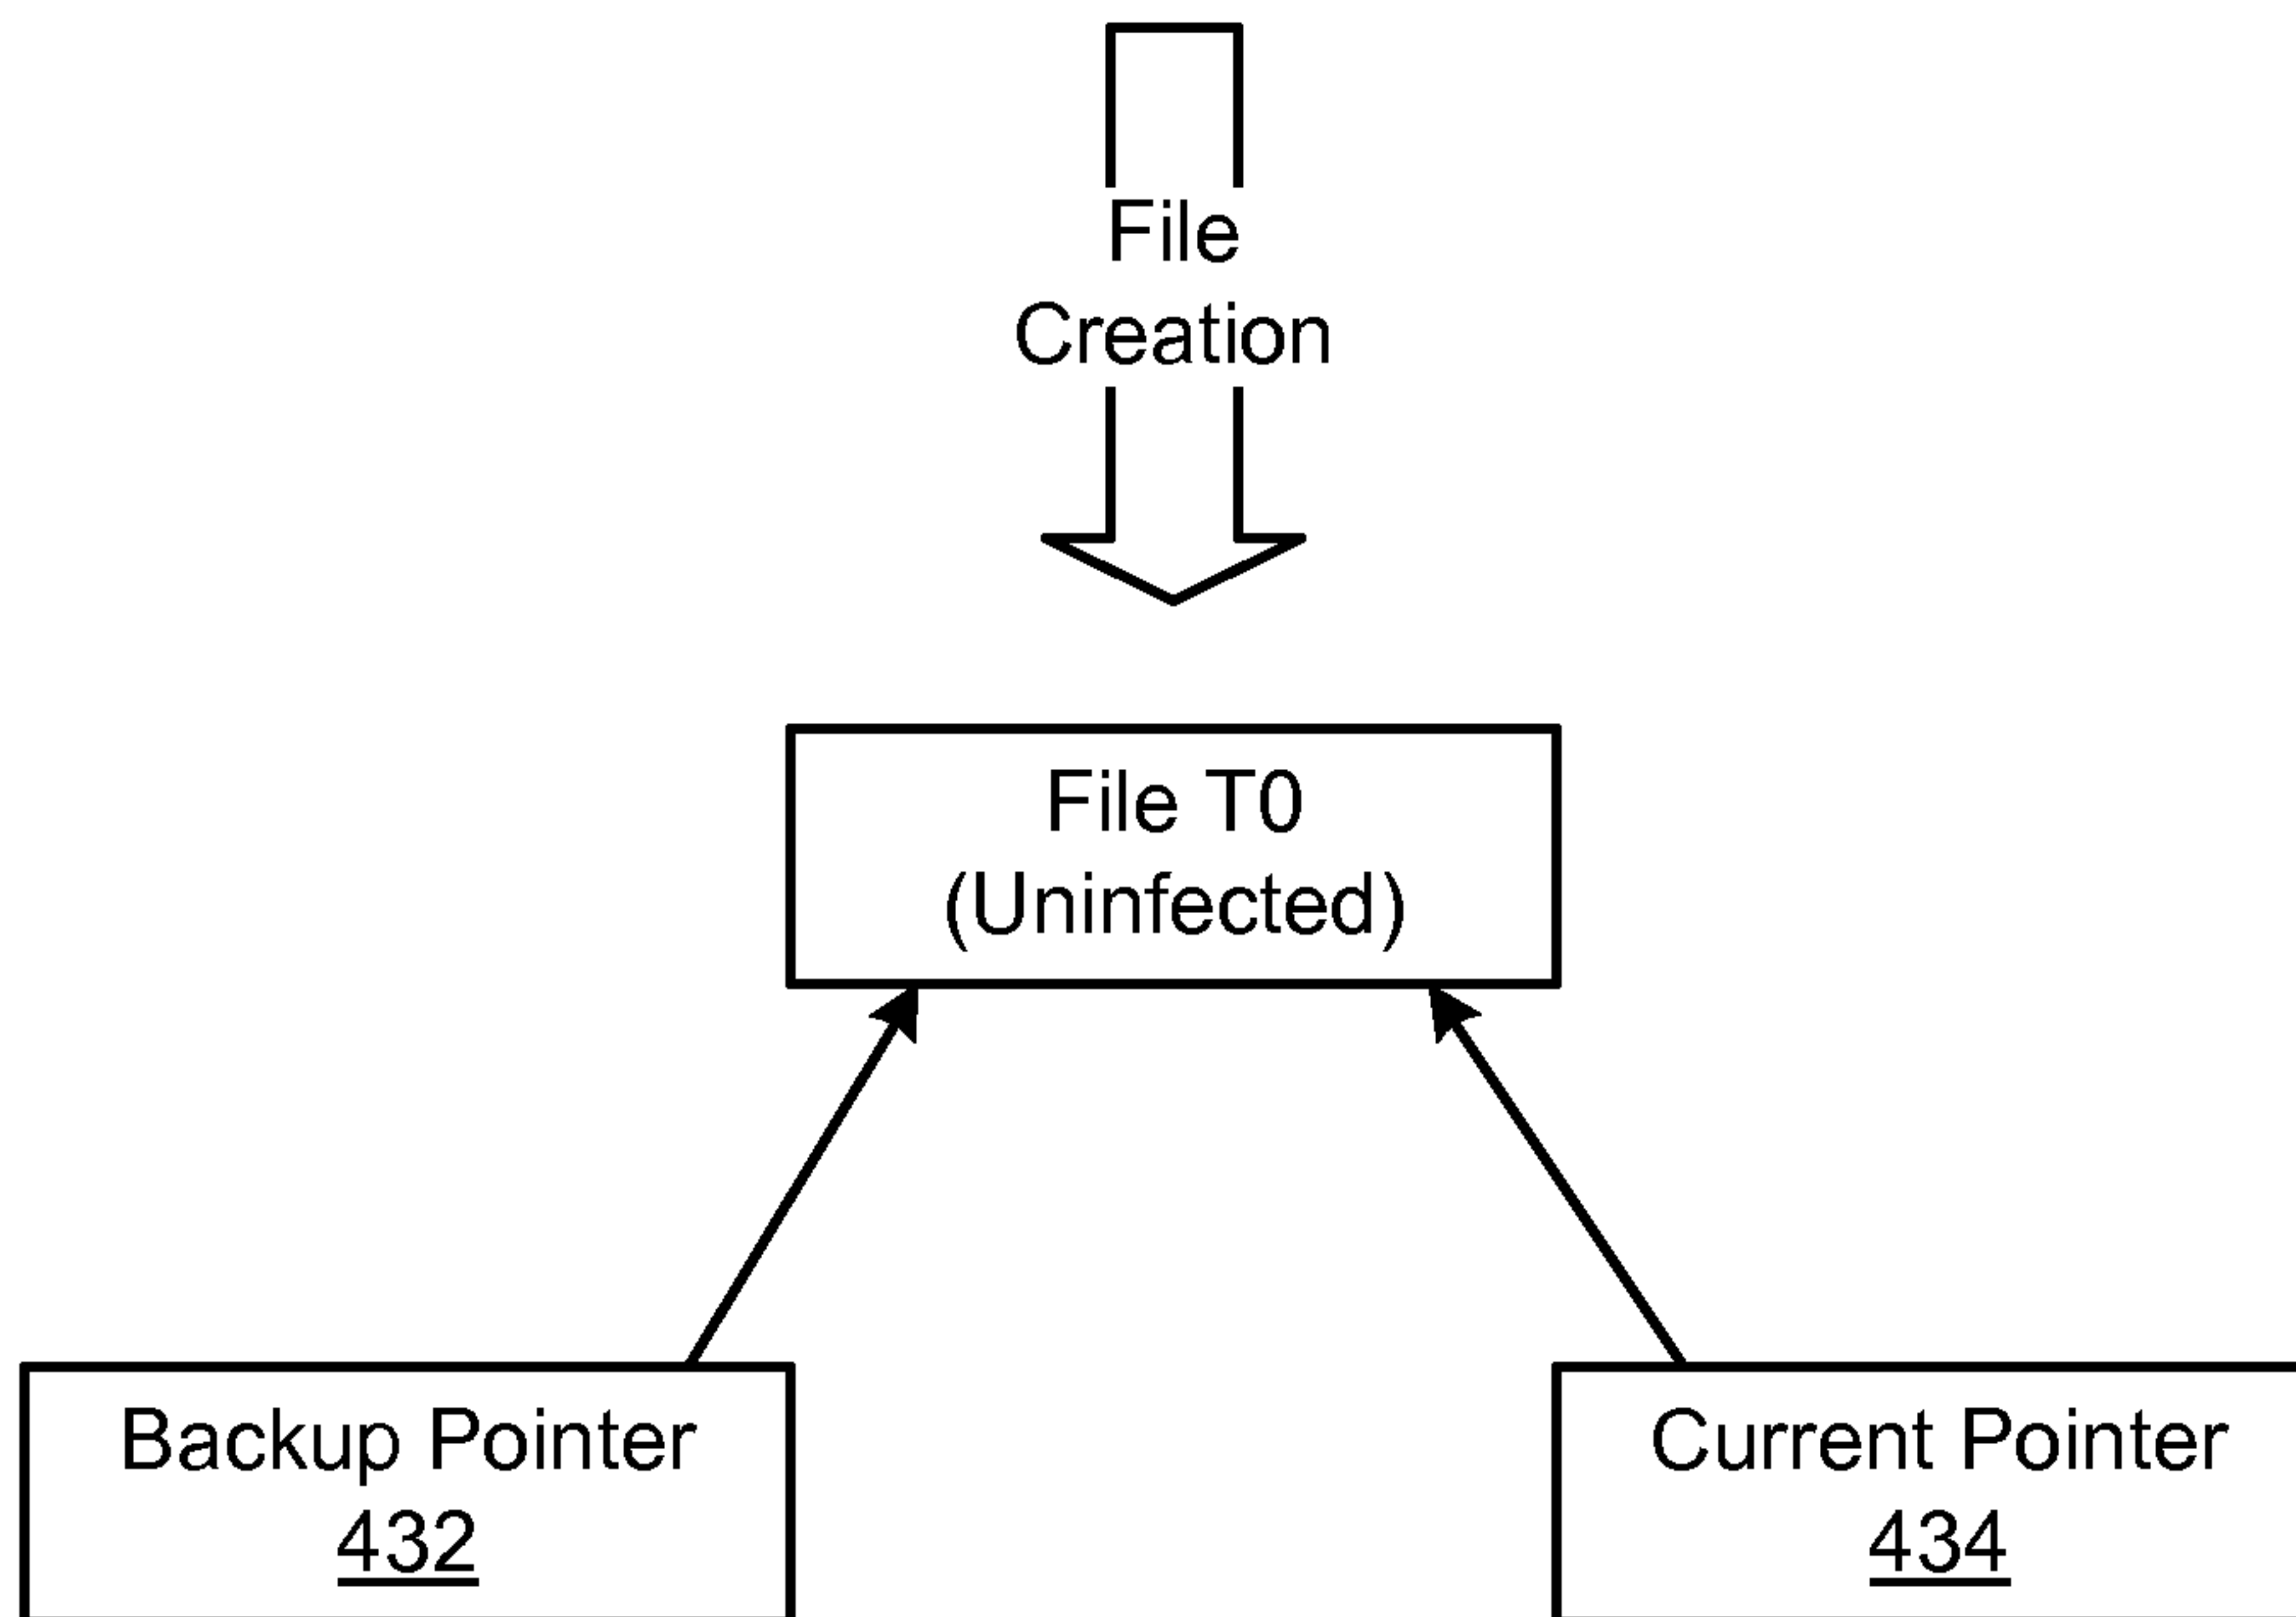 File
Creation
File T0
(Uninfected)
Backup Pointer
432
Current Pointer
434